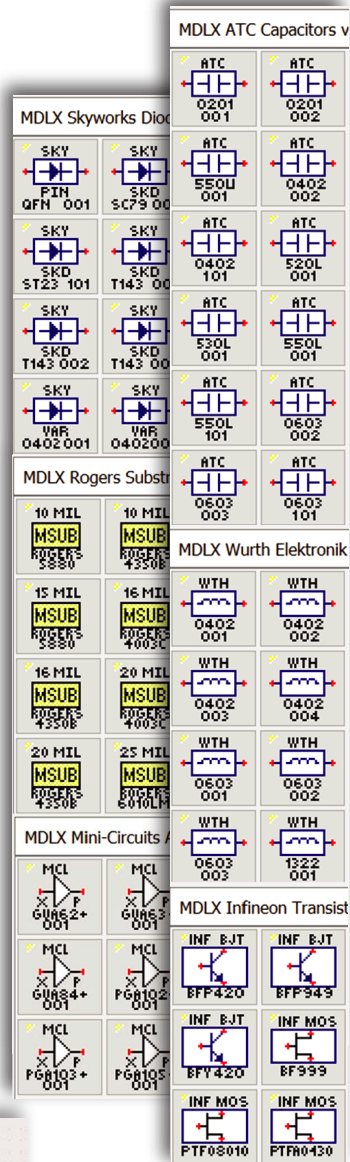 MDLX Skyworks Dio
SKY
PIN
QFN 001
SKY
SKD
SC79 00
SKY
SKD
ST23 101
SKY
SKD
T143 00
SKY
SKD
T143 002
SKY
SKD
T143 00
SKY
VAR
0402 001
SKY
VAR
040200
MDLX Rogers Substr
10 MIL
MSUB
ROGERS
5880
10 MIL
MSUB
ROGERS
4350B
15 MIL
MSUB
ROGERS
5880
16 MIL
MSUB
ROGERS
4003C
16 MIL
MSUB
ROGERS
4350B
20 MIL
MSUB
ROGERS
4003C
20 MIL
MSUB
ROGERS
4350B
25 MIL
MSUB
ROGERS
6010LM
MDLX Mini-Circuits A
MCL
X P
GVA62+
001
MCL
X P
GVA63
001
MCL
X P
GVA84+
001
MCL
X P
PGA102
001
MCL
X P
PGA103+
001
MCL
X P
PGA105
001
MDLX ATC Capacitors v
ATC
0201
001
ATC
0201
002
ATC
550U
001
ATC
0402
002
ATC
0402
101
ATC
520L
001
ATC
530L
001
ATC
550L
001
ATC
550L
101
ATC
0603
002
ATC
0603
003
ATC
0603
101
MDLX Wurth Elektronik
WTH
0402
001
WTH
0402
002
WTH
0402
003
WTH
0402
004
WTH
0603
001
WTH
0603
002
WTH
0603
003
WTH
1322
001
MDLX Infineon Transist
INF BJT
BFP420
INF BJT
BFP949
INF BJT
BFY420
INF MOS
BF999
INF MOS
PTF08010
INF MOS
PTFA0430